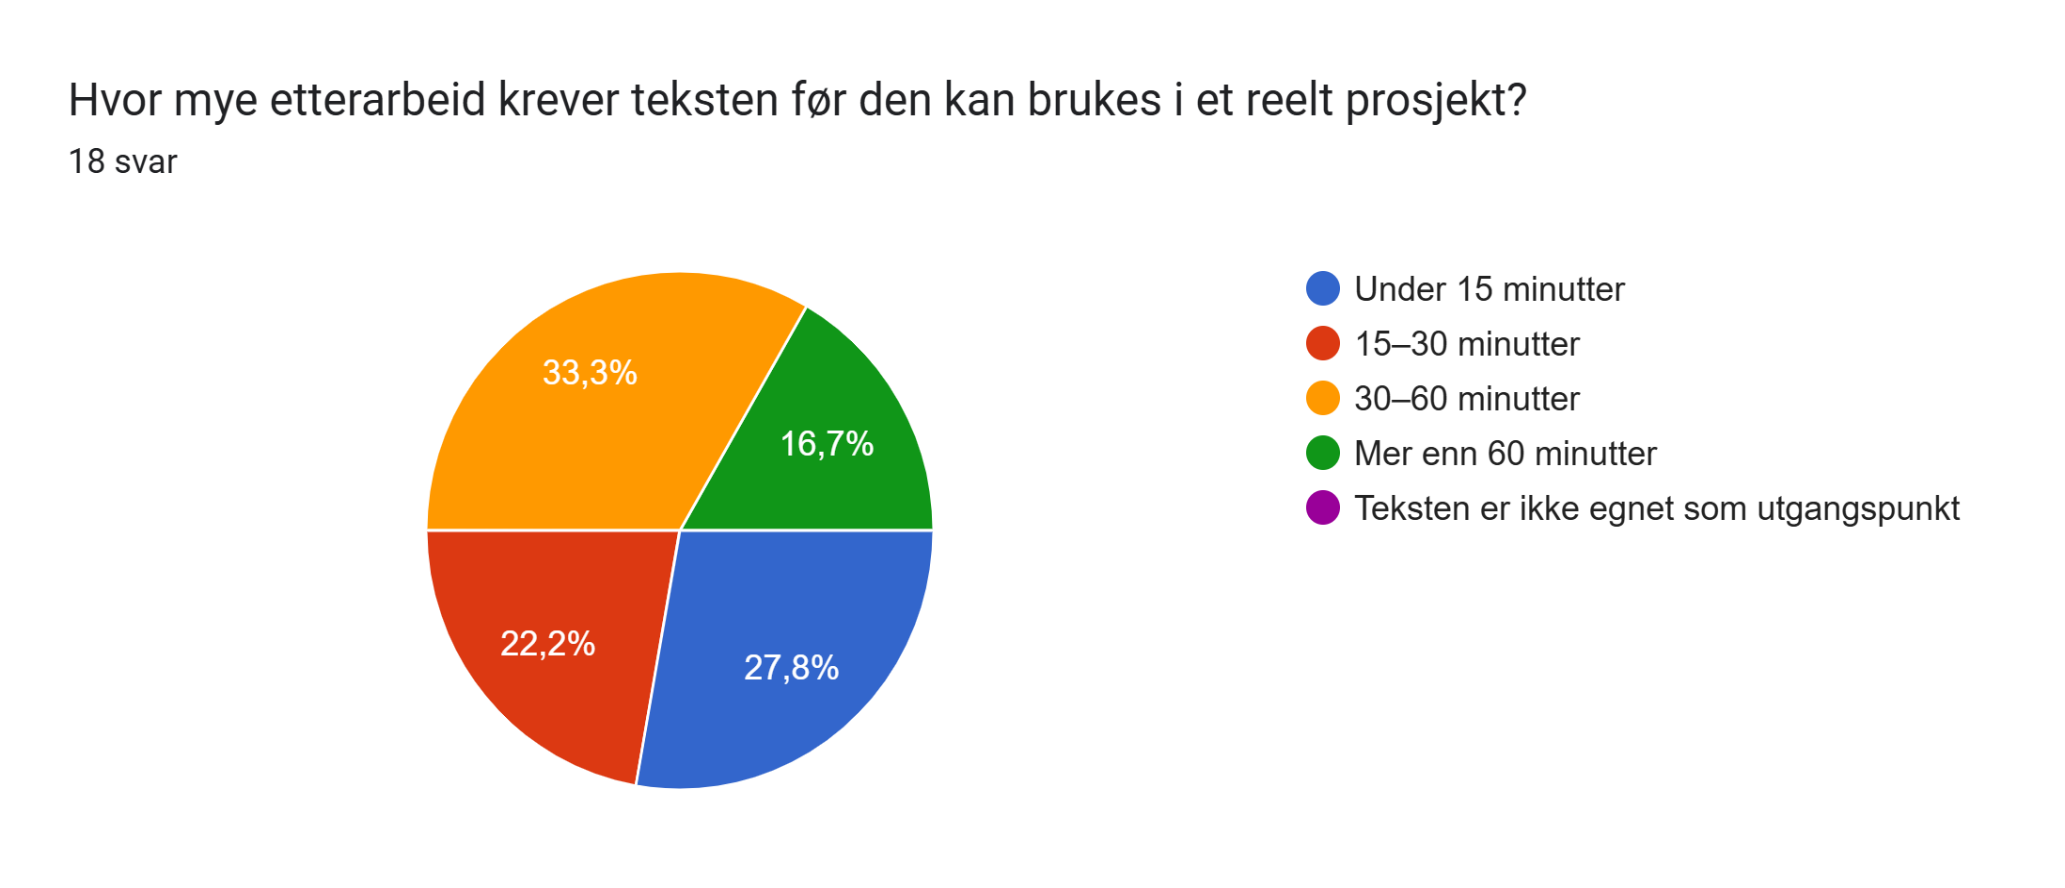 Hvor mye etterarbeid krever teksten før den kan brukes i et reelt prosjekt?
18 svar
33,3%
16,7%
22,2%
27,8%
Under 15 minutter
15–30 minutter
30–60 minutter
Mer enn 60 minutter
Teksten er ikke egnet som utgangspunkt